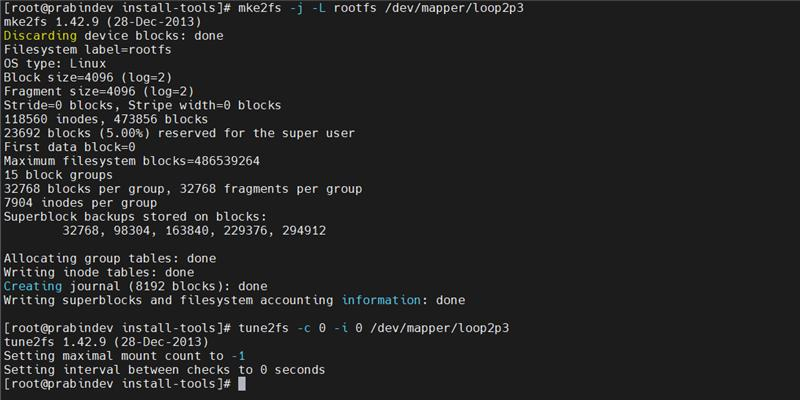 [root@prabindev install-tools]# mke2fs -j -L rootfs /dev/mapper/loop2p3
mke2fs 1.42.9 (28-Dec-2013)
Discarding device blocks: done
Filesystem label=rootfs
OS type: Linux
Block size=4096 (log=2)
Fragment size=4096 (log=2)
Stride=0 blocks, Stripe width=0 blocks
118560 inodes, 473856 blocks
23692 blocks (5.00%) reserved for the super user
First data block=0
Maximum filesystem blocks=486539264
15 block groups
32768 blocks per group, 32768 fragments per group
7904 inodes per group
Superblock backups stored on blocks:
        32768, 98304, 163840, 229376, 294912

Allocating group tables: done
Writing inode tables: done
Creating journal (8192 blocks): done
Writing superblocks and filesystem accounting information: done

[root@prabindev install-tools]# tune2fs -c 0 -i 0 /dev/mapper/loop2p3
tune2fs 1.42.9 (28-Dec-2013)
Setting maximal mount count to -1
Setting interval between checks to 0 seconds
[root@prabindev install-tools]#